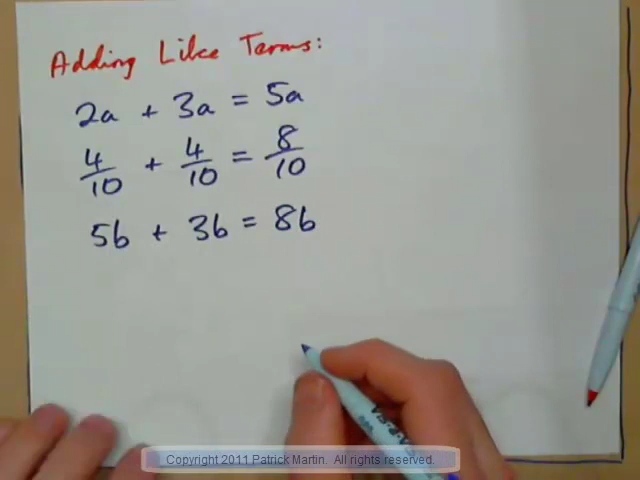 Adding Like Terms:
2a + 3a = 5a
4/10 + 4/10 = 8/10
5b + 3b = 8b
Copyright 2011 Patrick Martin. All rights reserved.